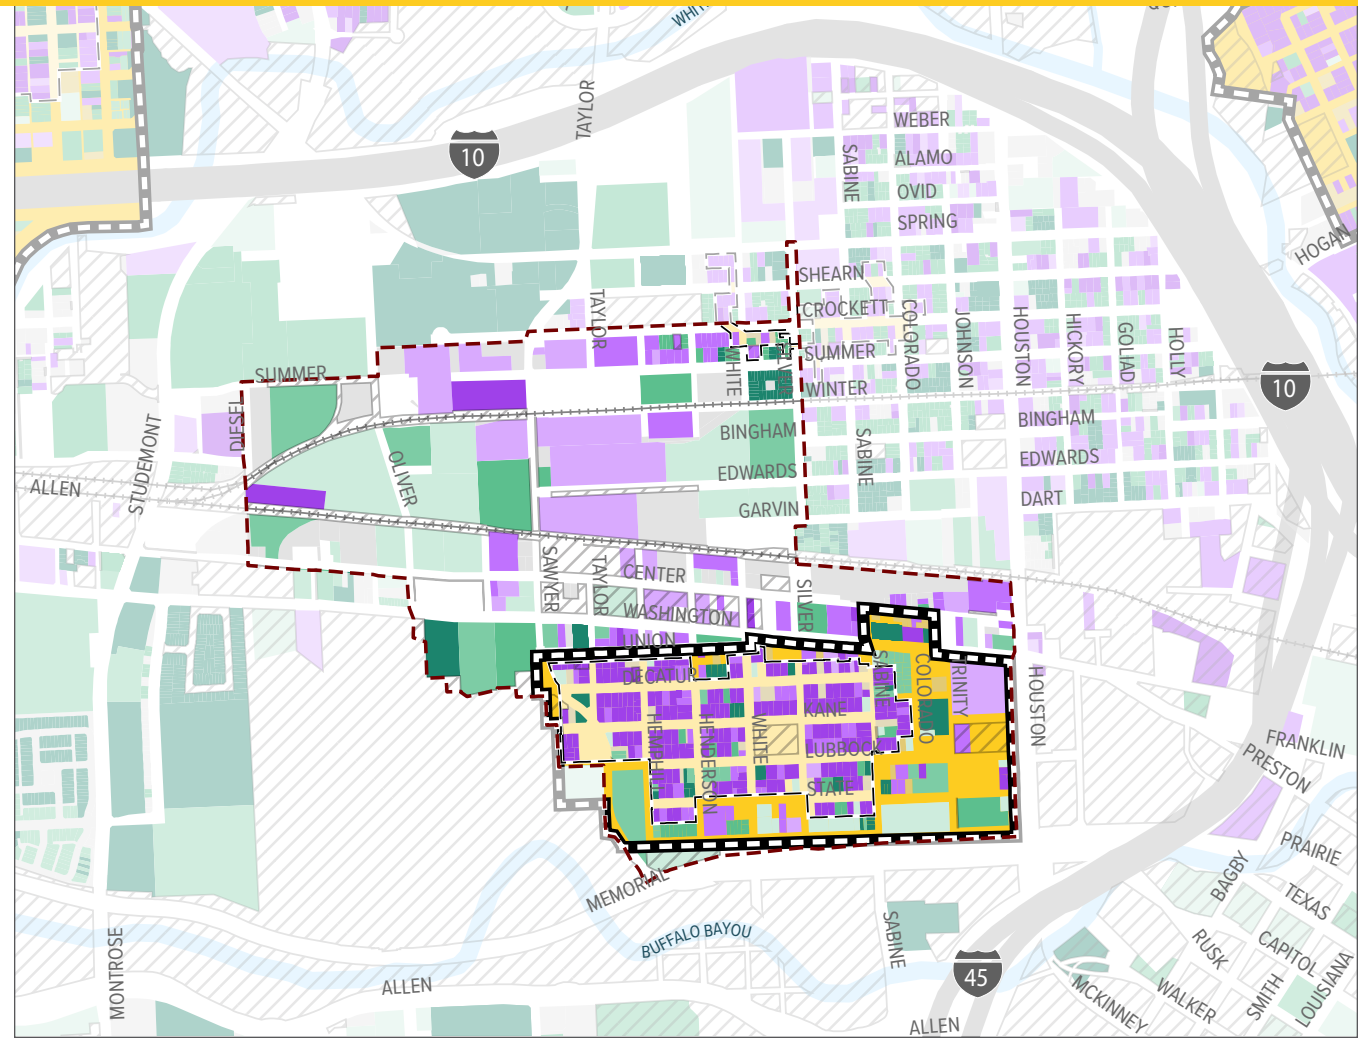 WHIT
TAYLOR
10
WEBER
SABINE
ALAMO
OVID
SPRING
HOGAN
SHEARN
CROCKETT
TAYLOR
COLORADO
JOHNSON
HOUSTON
HICKORY
GOLIAD
HOLLY
SUMMER
WHITE
SUMMER
WINTER
10
DIESEL
STUDEMONT
OLIVER
BINGHAM
SABINE
BINGHAM
EDWARDS
EDWARDS
ALLEN
GARVIN
DART
SAWYER
TAYLOR
CENTER
SILVER
WASHINGTON
UNION
DECATUR
SABINE
COLORADO
TRINITY
HOUSTON
KANE
HEMPHILL
HENDERSON
WHITE
LUBBOCK
STATE
FRANKLIN
PRESTON
MEMORIAL
PRAIRIE
BAGBY
TEXAS
BUFFALO BAYOU
SABINE
RUSK
CAPITOL
MONTROSE
ALLEN
45
MCKINNEY
WALKER
SMITH
LOUISIANA
ALLEN